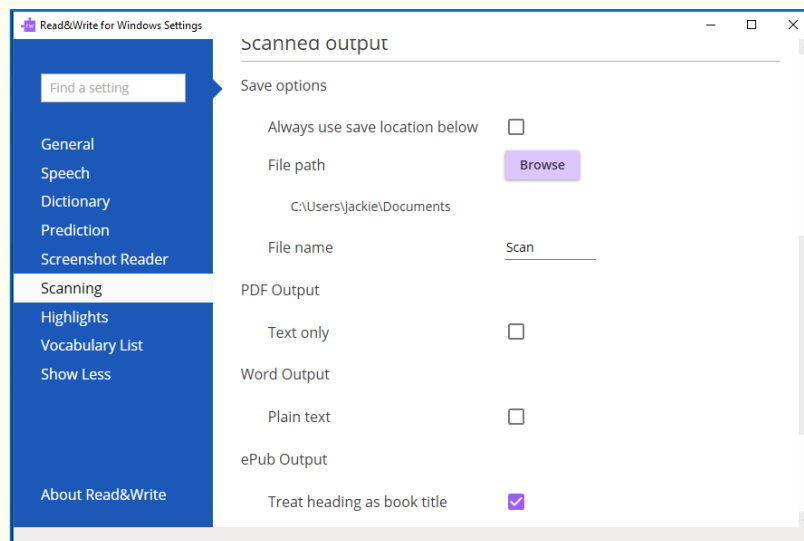 Read&Write for Windows Settings
Find a setting
General
Speech
Dictionary
Prediction
Screenshot Reader
Scanning
Highlights
Vocabulary List
Show Less
About Read&Write
Scanned output
Save options
Always use save location below
File path
Browse
C:\Users\jackie\Documents
File name
Scan
PDF Output
Text only
Word Output
Plain text
ePub Output
Treat heading as book title